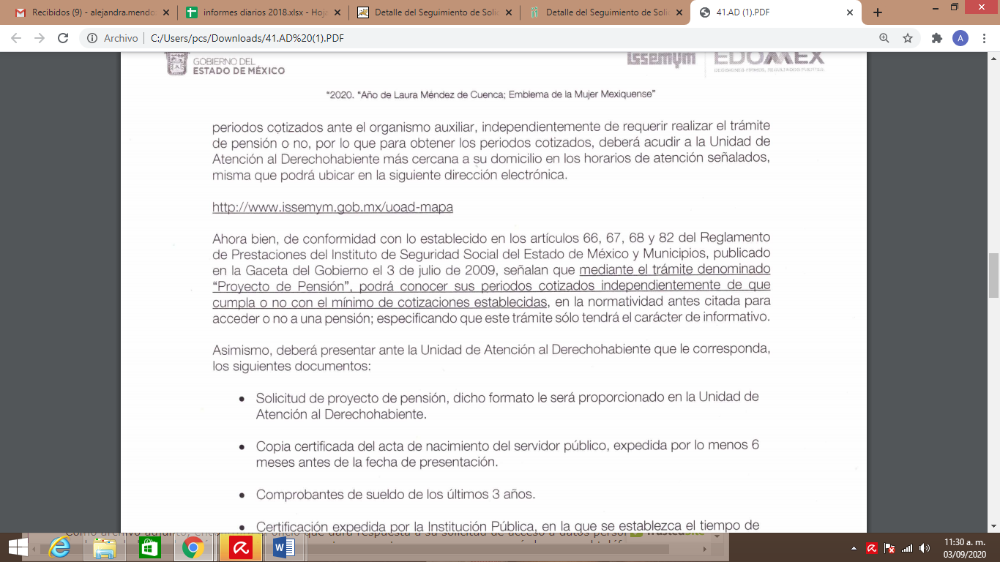 Recibidos (9) - alejandra.mendo
informes diarios 2018.xlsx - Hoja
Detalle del Seguimiento de Solic
Detalle del Seguimiento de Soli
41.AD (1).PDF
Archivo
C:/Users/pcs/Downloads/41.AD%20(1).PDF
A
GOBIERNO DEL
ESTADO DE MÉXICO
issemym
EDOMEX
DECISIONES FIRMES, RESULTADOS FUERTES.
"2020. "Año de Laura Méndez de Cuenca; Emblema de la Mujer Mexiquense"
periodos cotizados ante el organismo auxiliar, independientemente de requerir realizar el trámite
de pensión o no, por lo que para obtener los periodos cotizados, deberá acudir a la Unidad de
Atención al Derechohabiente más cercana a su domicilio en los horarios de atención señalados,
misma que podrá ubicar en la siguiente dirección electrónica.
http://www.issemym.gob.mx/uoad-mapa
Ahora bien, de conformidad con lo establecido en los artículos 66, 67, 68 y 82 del Reglamento
de Prestaciones del Instituto de Seguridad Social del Estado de México y Municipios, publicado
en la Gaceta del Gobierno el 3 de julio de 2009, señalan que mediante el trámite denominado
"Proyecto de Pensión", podrá conocer sus periodos cotizados independientemente de que
cumpla o no con el mínimo de cotizaciones establecidas, en la normatividad antes citada para
acceder o no a una pensión; especificando que este trámite sólo tendrá el carácter de informativo.
Asimismo, deberá presentar ante la Unidad de Atención al Derechohabiente que le corresponda,
los siguientes documentos:
• Solicitud de proyecto de pensión, dicho formato le será proporcionado en la Unidad de
Atención al Derechohabiente.
• Copia certificada del acta de nacimiento del servidor público, expedida por lo menos 6
meses antes de la fecha de presentación.
• Comprobantes de sueldo de los últimos 3 años.
• Certificación expedida por la Institución Pública, en la que se establezca el tiempo de
11:30 a. m.
03/09/2020